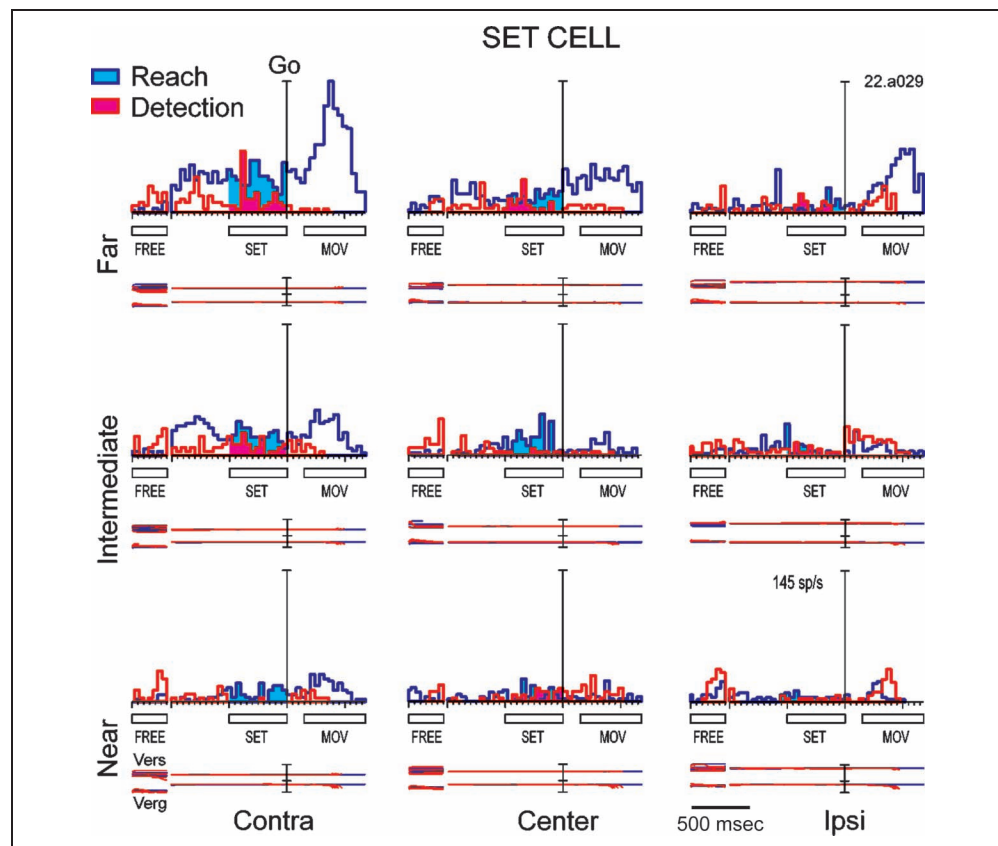 SET CELL
Go
Reach
Detection
22.a029
Far
FREE SET MOV
FREE SET MOV
FREE SET MOV
Intermediate
FREE SET MOV
FREE SET MOV
FREE SET MOV
145 sp/s
Near
FREE SET MOV
FREE SET MOV
FREE SET MOV
Vers
Verg
Contra
Center
500 msec
Ipsi